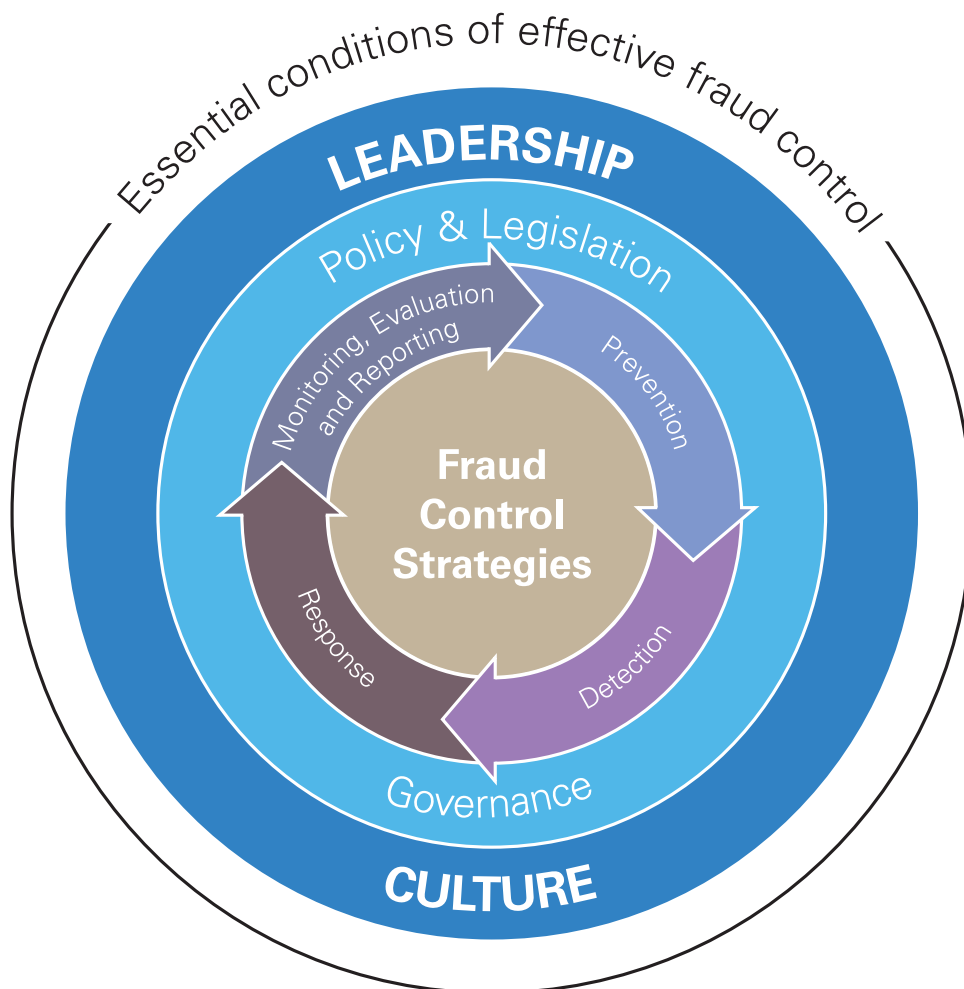 Essential conditions of effective fraud control
LEADERSHIP
Policy & Legislation
Monitoring, Evaluation
and Reporting
Prevention
Fraud
Control
Strategies
Response
Detection
Governance
CULTURE